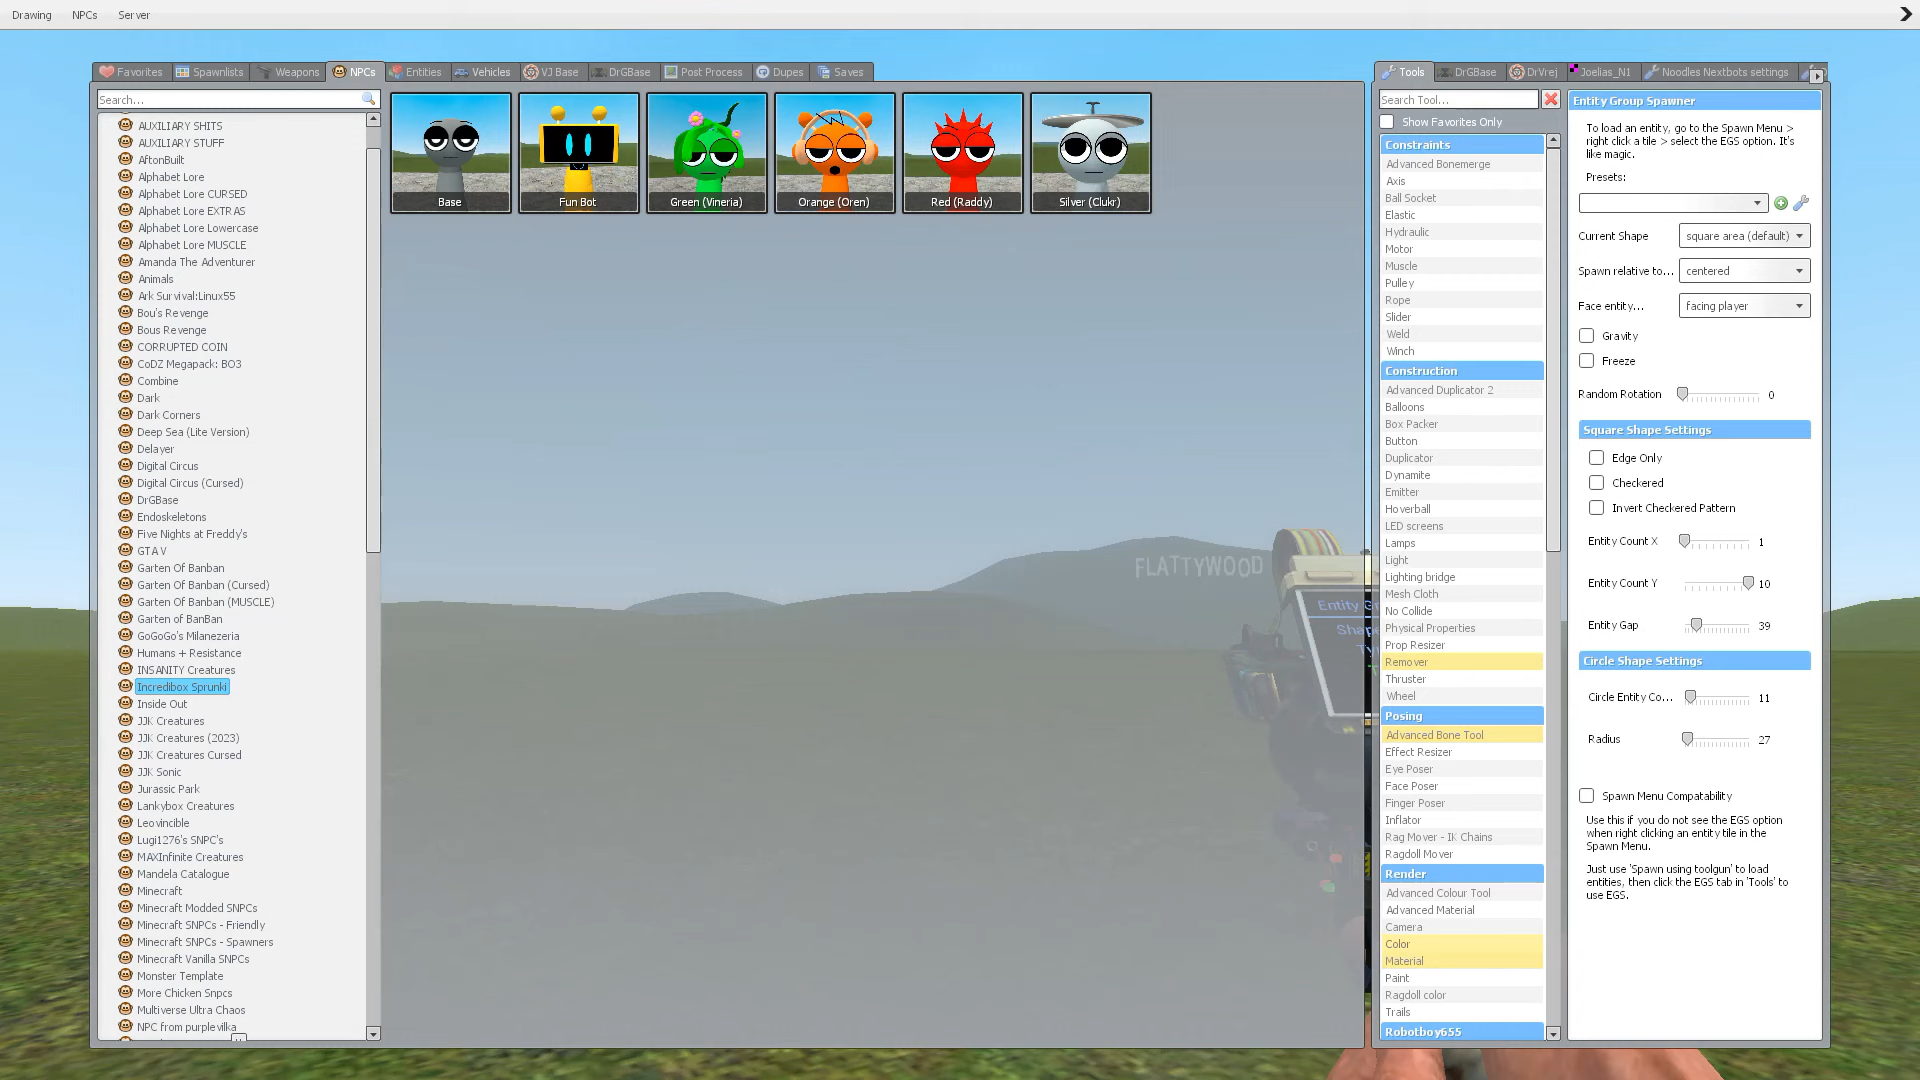 Drawing NPCs Server
Favorites Spawnlists Weapons NPCs Entities Vehicles VJ Base DrGBase Post Process Dupes Saves
Search...
AUXILIARY SHITS
AUXILIARY STUFF
AftonBuilt
Alphabet Lore
Alphabet Lore CURSED
Alphabet Lore EXTRAS
Alphabet Lore Lowercase
Alphabet Lore MUSCLE
Amanda The Adventurer
Animals
Ark Survival:Linux55
Bou's Revenge
Bous Revenge
CORRUPTED COIN
CoDZ Megapack: BO3
Combine
Dark
Dark Corners
Deep Sea (Lite Version)
Delayer
Digital Circus
Digital Circus (Cursed)
DrGBase
Endoskeletons
Five Nights at Freddy's
GTA V
Garten Of Banban
Garten Of Banban (Cursed)
Garten Of Banban (MUSCLE)
Garten of BanBan
GoGoGo's Milanezeria
Humans + Resistance
INSANITY Creatures
Incredibox Sprunki
Inside Out
JJK Creatures
JJK Creatures (2023)
JJK Creatures Cursed
JJK Sonic
Jurassic Park
Lankybox Creatures
Leovincible
Lugi1276's SNPC's
MAXInfinite Creatures
Mandela Catalogue
Minecraft
Minecraft Modded SNPCs
Minecraft SNPCs - Friendly
Minecraft SNPCs - Spawners
Minecraft Vanilla SNPCs
Monster Template
More Chicken Snpcs
Multiverse Ultra Chaos
NPC from purplevilka
Base
Fun Bot
Green (Vineria)
Orange (Oren)
Red (Raddy)
Silver (Clukr)
FLATTYWOOD
Entity G
Shap
Ty
Tools DrGBase DrVrej Joelias_N1 Noodles Nextbots settings
Search Tool...
Show Favorites Only
Constraints
Advanced Bonemerge
Axis
Ball Socket
Elastic
Hydraulic
Motor
Muscle
Pulley
Rope
Slider
Weld
Winch
Construction
Advanced Duplicator 2
Balloons
Box Packer
Button
Duplicator
Dynamite
Emitter
Hoverball
LED screens
Lamps
Light
Lighting bridge
Mesh Cloth
No Collide
Physical Properties
Prop Resizer
Remover
Thruster
Wheel
Posing
Advanced Bone Tool
Effect Resizer
Eye Poser
Face Poser
Finger Poser
Inflator
Rag Mover - IK Chains
Ragdoll Mover
Render
Advanced Colour Tool
Advanced Material
Camera
Color
Material
Paint
Ragdoll color
Trails
Robotboy655
Entity Group Spawner
To load an entity, go to the Spawn Menu >
right click a tile > select the EGS option. It's
like magic.
Presets:
Current Shape square area (default)
Spawn relative to... centered
Face entity... facing player
Gravity
Freeze
Random Rotation 0
Square Shape Settings
Edge Only
Checkered
Invert Checkered Pattern
Entity Count X 1
Entity Count Y 10
Entity Gap 39
Circle Shape Settings
Circle Entity Co... 11
Radius 27
Spawn Menu Compatability
Use this if you do not see the EGS option
when right clicking an entity tile in the
Spawn Menu.
Just use 'Spawn using toolgun' to load
entities, then click the EGS tab in 'Tools' to
use EGS.